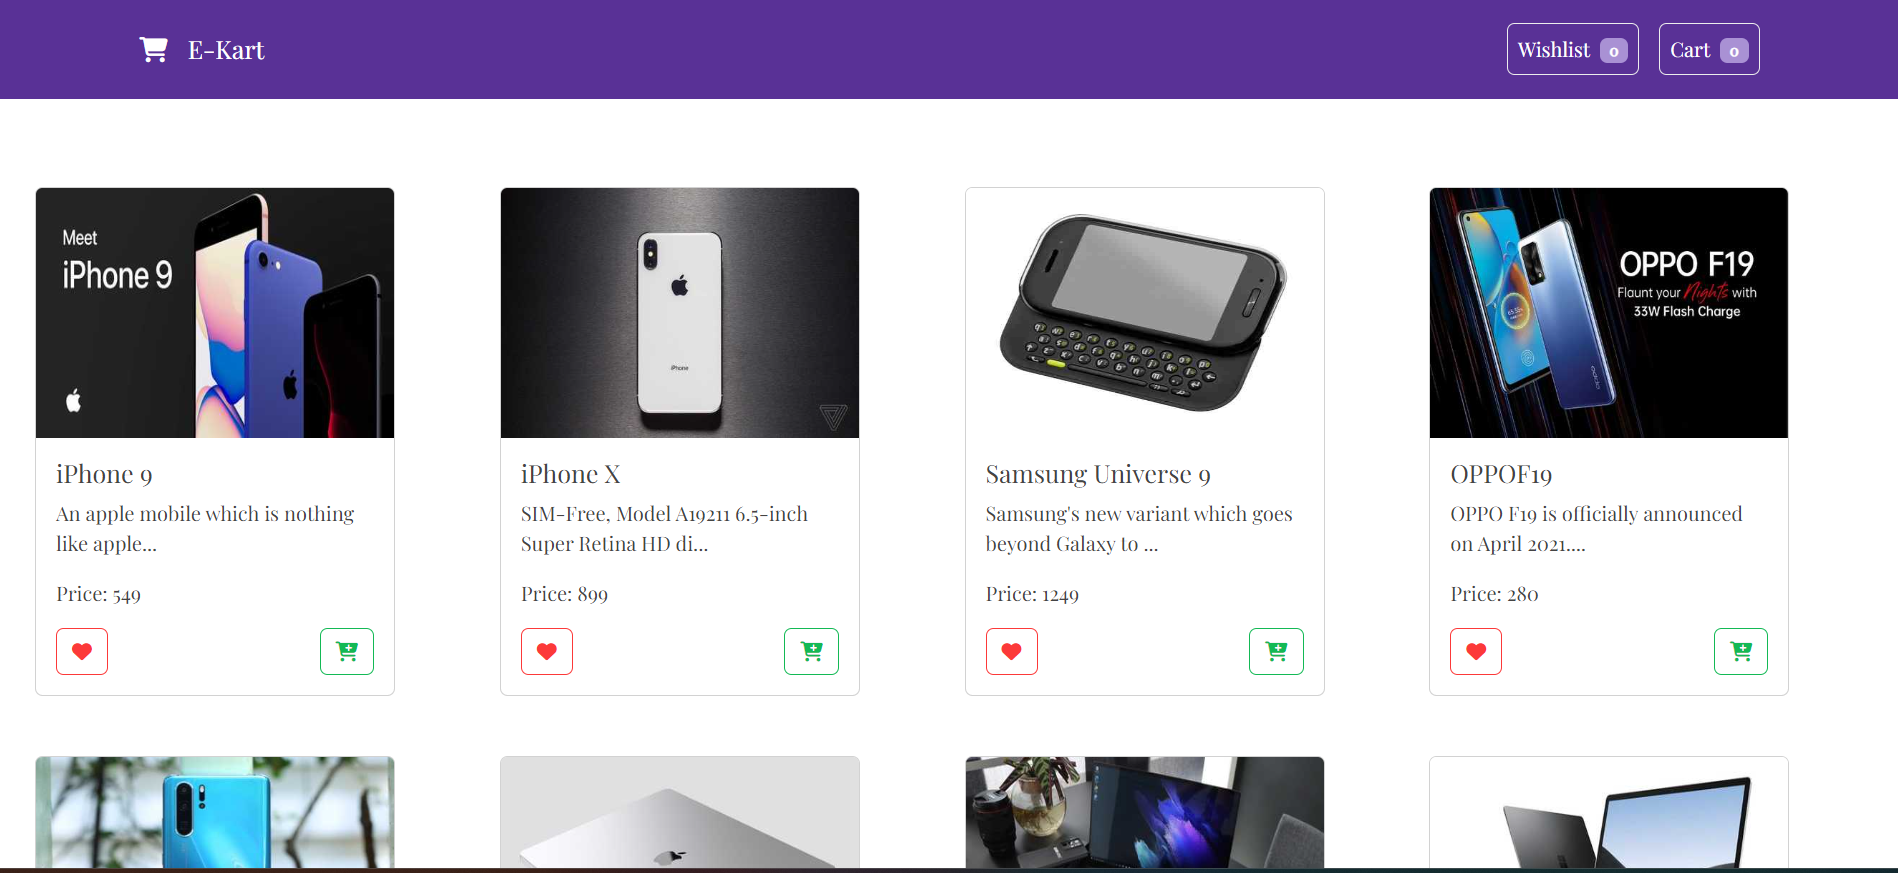 E-Kart
Wishlist 0
Cart 0
Meet
iPhone 9
iPhone
OPPO F19
Flaunt your Nights with
33W Flash Charge
oppo
iPhone 9
An apple mobile which is nothing
like apple...
Price: 549
iPhone X
SIM-Free, Model A19211 6.5-inch
Super Retina HD di...
Price: 899
Samsung Universe 9
Samsung's new variant which goes
beyond Galaxy to ...
Price: 1249
OPPOF19
OPPO F19 is officially announced
on April 2021....
Price: 280